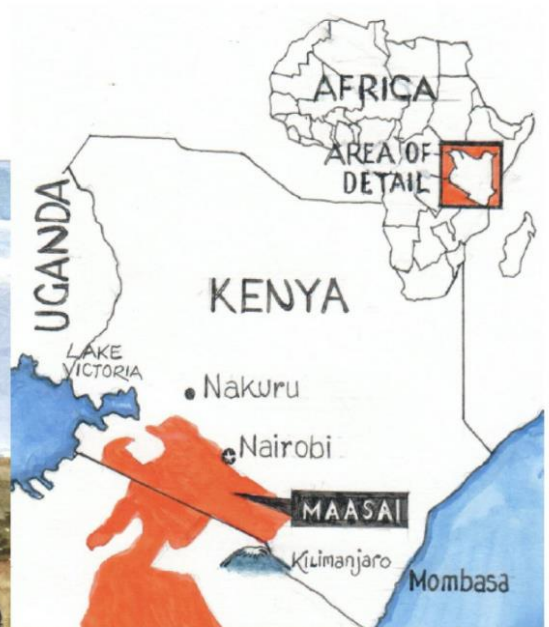 AFRICA
AREA OF
DETAIL
UGANDA
KENYA
LAKE
VICTORIA
Nakuru
Nairobi
MAASAI
Kilimanjaro
Mombasa